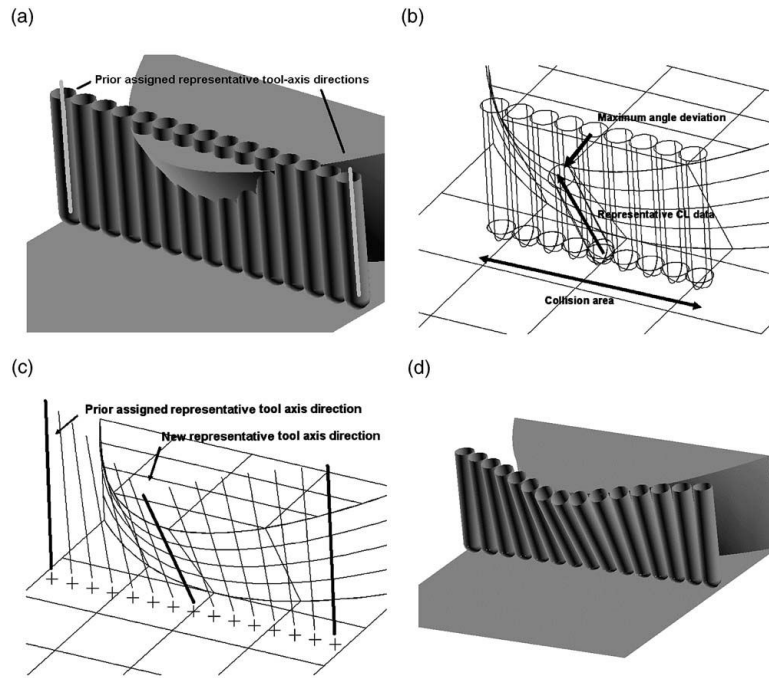 (a)
Prior assigned representative tool-axis directions
(b)
Maximum angle deviation
Representative CL data
Collision area
(c)
Prior assigned representative tool axis direction
New representative tool axis direction
(d)